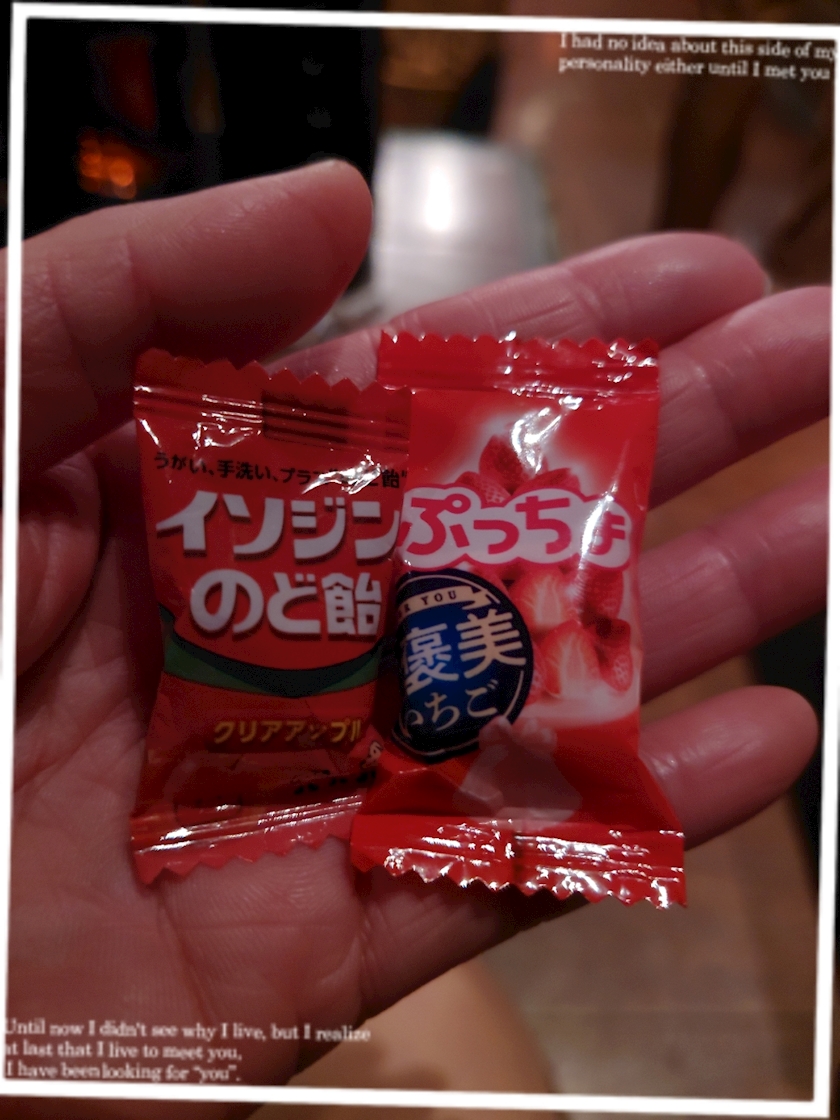 I had no idea about this side of my
personality either until I met you
うがい、手洗い、プラス
飴"
イソジン
のど飴
クリアアップル
ぷっちょ
YOU
褒美
いちご
Until now I didn't see why I live, but I realize
at last that I live to meet you,
I have been looking for "you".